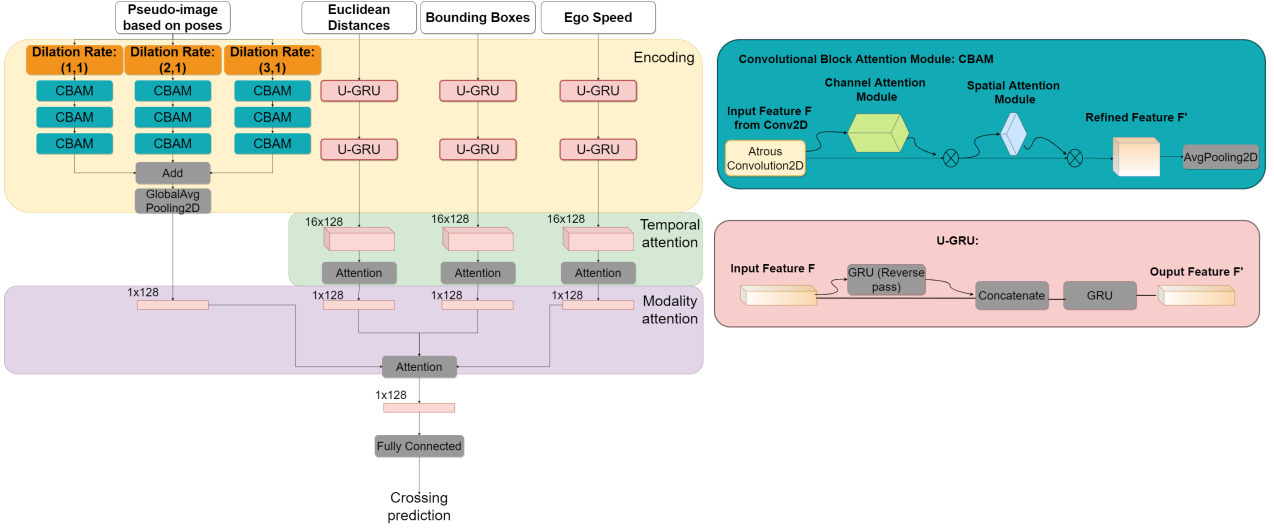 Pseudo-image
based on poses
Euclidean
Distances
Bounding Boxes
Ego Speed
Encoding
Dilation Rate:
(1,1)
Dilation Rate:
(2,1)
Dilation Rate:
(3,1)
CBAM
CBAM
CBAM
U-GRU
U-GRU
U-GRU
CBAM
CBAM
CBAM
CBAM
CBAM
CBAM
U-GRU
U-GRU
U-GRU
Add
GlobalAvg
Pooling2D
16x128
16x128
16x128
Temporal
attention
Attention
Attention
Attention
1x128
1x128
1x128
1x128
Modality
attention
Attention
1x128
Fully Connected
Crossing
prediction
Convolutional Block Attention Module: CBAM
Channel Attention
Module
Spatial Attention
Module
Input Feature F
from Conv2D
Refined Feature F'
Atrous
Convolution2D
AvgPooling2D
U-GRU:
Input Feature F
GRU (Reverse
pass)
Ouput Feature F'
Concatenate
GRU